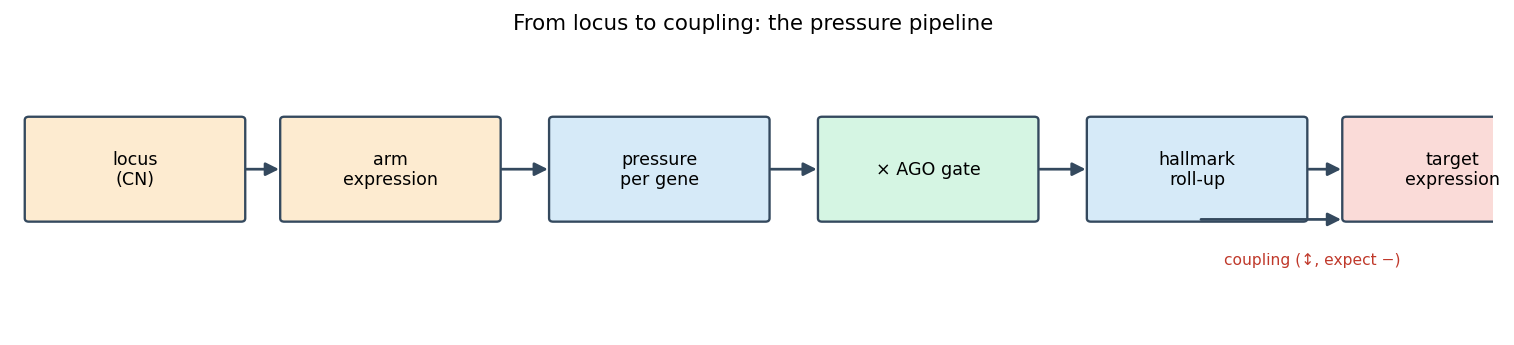 From locus to coupling: the pressure pipeline
locus
(CN)
arm
expression
pressure
per gene
× AGO gate
hallmark
roll-up
target
expression
coupling (↕, expect −)